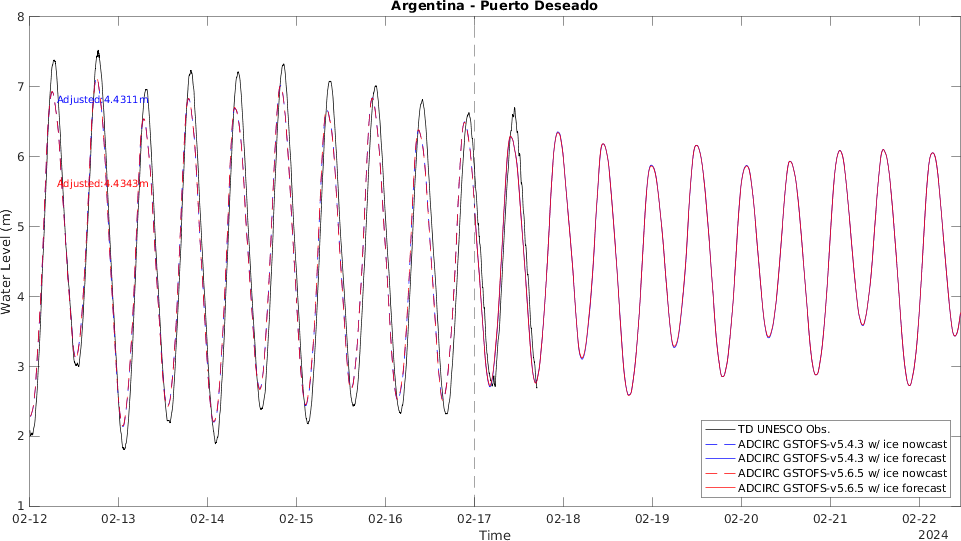 Argentina - Puerto Deseado
Water Level (m)
8
7
6
5
4
3
2
1
Adjusted:4.4311m
Adjusted:4.4343m
TD UNESCO Obs.
ADCIRC GSTOFS-v5.4.3 w/ ice nowcast
ADCIRC GSTOFS-v5.4.3 w/ ice forecast
ADCIRC GSTOFS-v5.6.5 w/ ice nowcast
ADCIRC GSTOFS-v5.6.5 w/ ice forecast
02-12 02-13 02-14 02-15 02-16 02-17 02-18 02-19 02-20 02-21 02-22
Time
2024